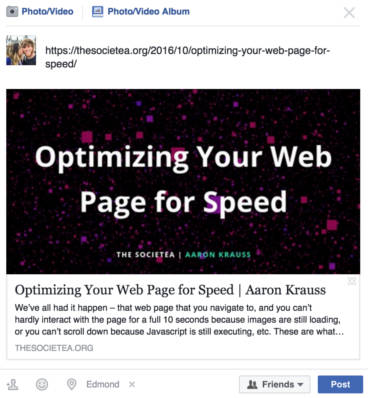 Photo/Video
Photo/Video Album
https://thesocietea.org/2016/10/optimizing-your-web-page-for-
speed/
Optimizing Your Web
Page for Speed
THE SOCIETEA | AARON KRAUSS
Optimizing Your Web Page for Speed | Aaron Krauss
We've all had it happen – that web page that you navigate to, and you can't
hardly interact with the page for a full 10 seconds because images are still loading,
or you can't scroll down because Javascript is still executing, etc. These are what...
THESOCIETEA.ORG
Edmond
Friends
Post